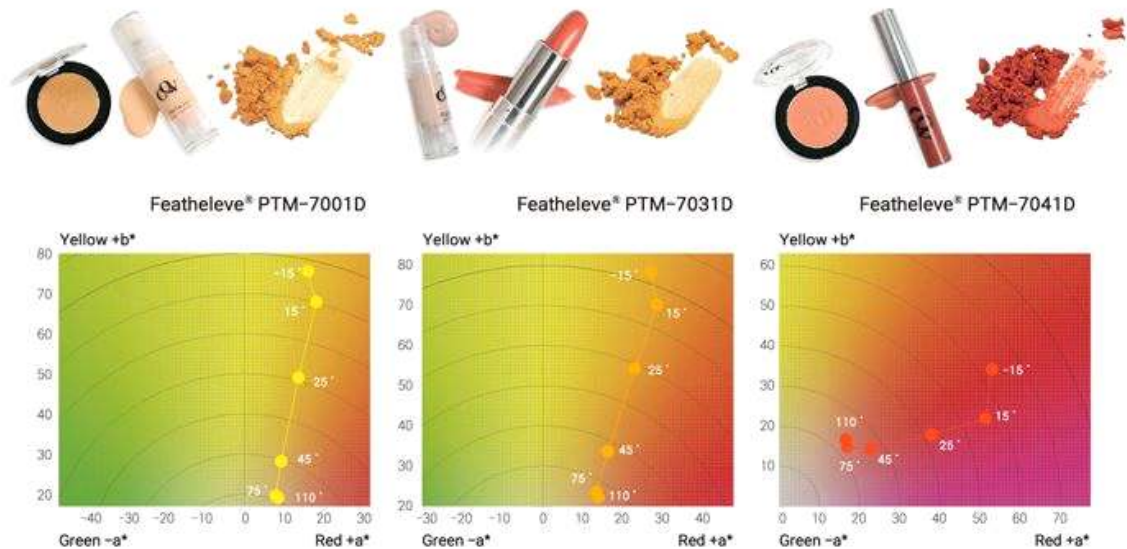 Featheleve® PTM-7001D
Yellow +b*
80
70
60
50
40
30
20
-15°
15°
25°
45°
75°
110°
-40 -30 -20 -10 0 10 20 30
Green -a*
Red +a*
Featheleve® PTM-7031D
Yellow +b*
80
70
60
50
40
30
20
-15°
15°
25°
45°
75°
110°
-30 -20 -10 0 10 20 30 40
Green -a*
Red +a*
Featheleve® PTM-7041D
Yellow +b*
60
50
40
30
20
10
-15°
15°
25°
110°
75°
45°
0 10 20 30 40 50 60 70
Green -a*
Red +a*